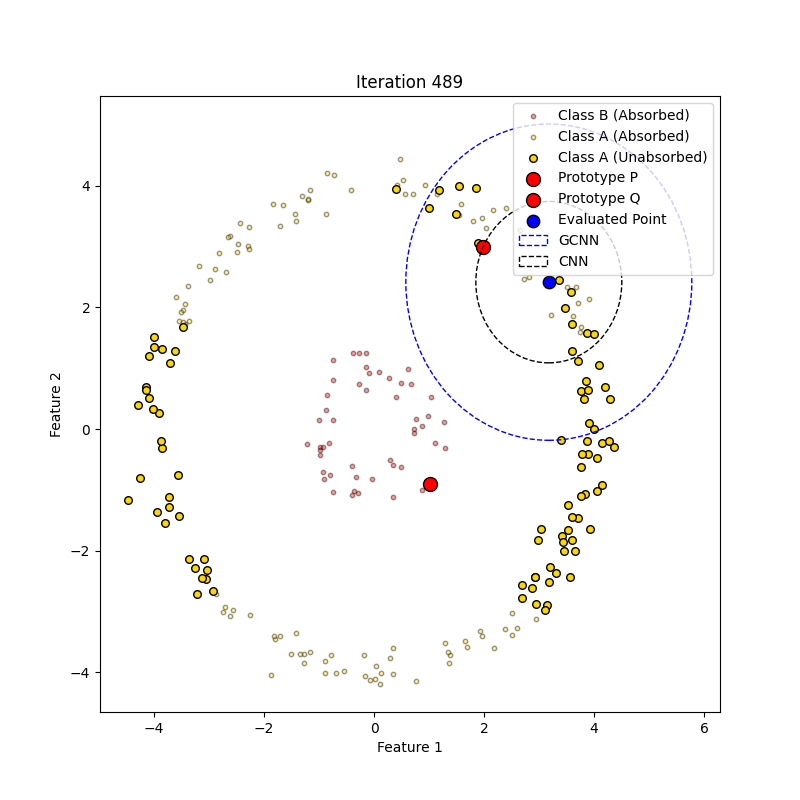 Iteration 489
Class B (Absorbed)
Class A (Absorbed)
Class A (Unabsorbed)
Prototype P
Prototype Q
Evaluated Point
GCNN
CNN
4
2
0
−2
−4
Feature 2
−4
−2
0
2
4
6
Feature 1